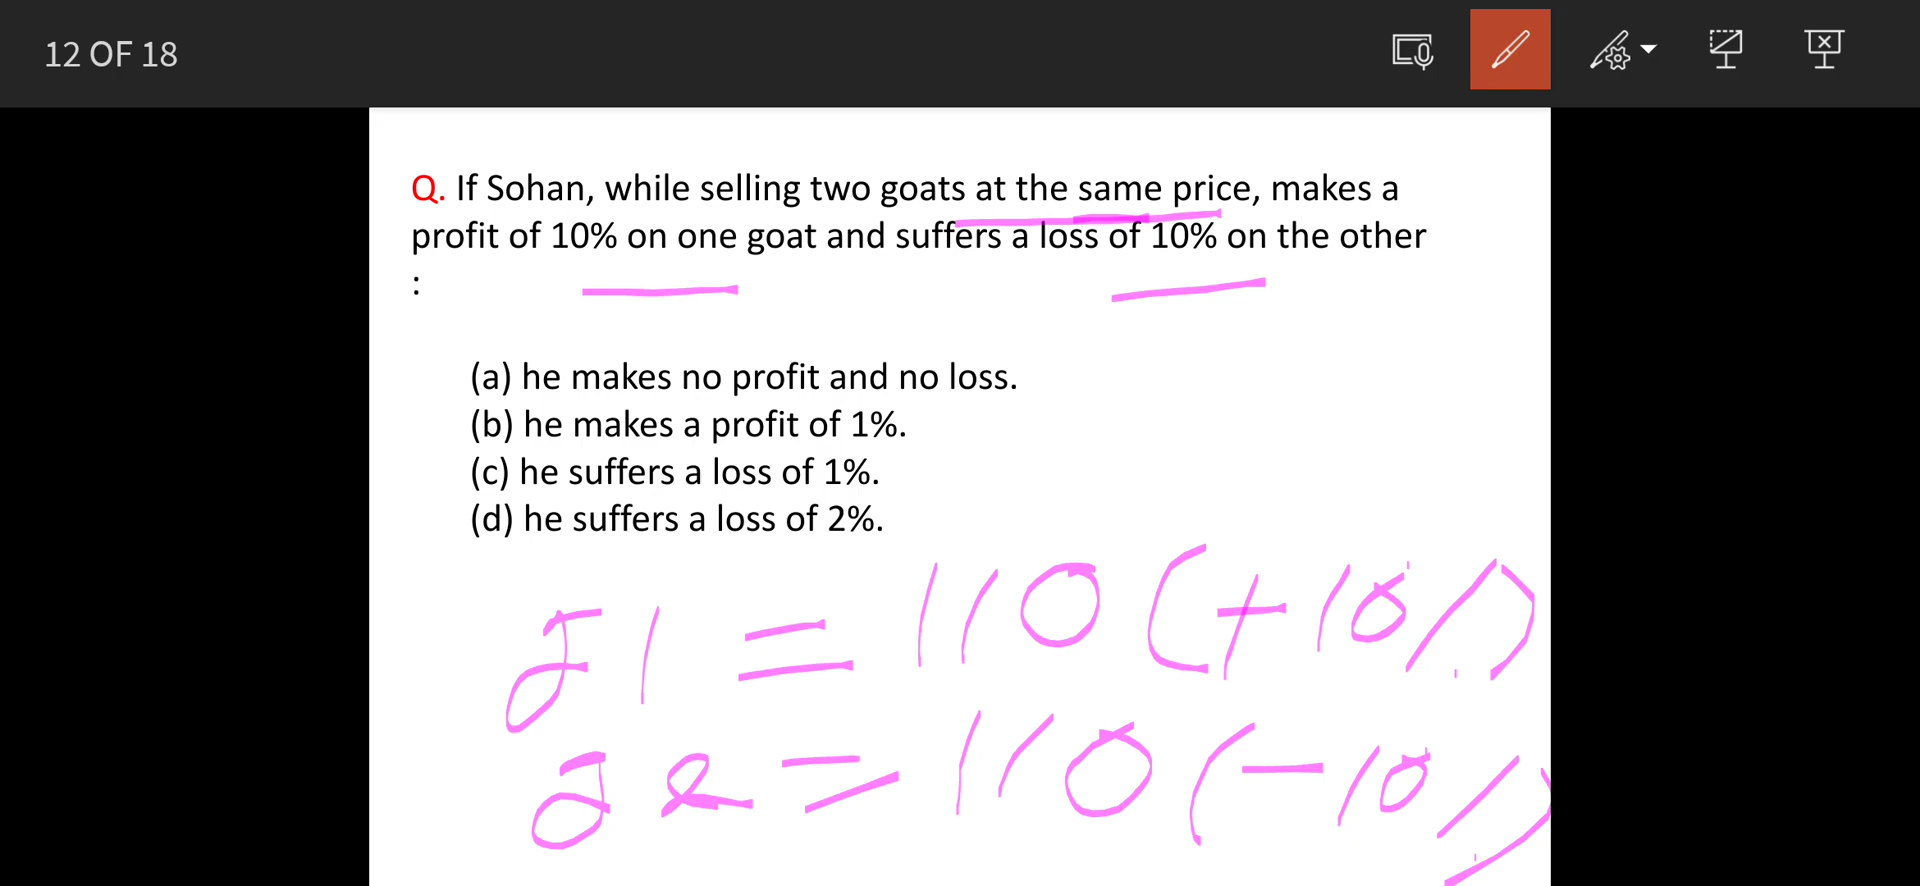 12 OF 18
Q. If Sohan, while selling two goats at the same price, makes a
profit of 10% on one goat and suffers a loss of 10% on the other
:
(a) he makes no profit and no loss.
(b) he makes a profit of 1%.
(c) he suffers a loss of 1%.
(d) he suffers a loss of 2%.
g1 = 110 (+10%)
g2 = 110 (-10%)